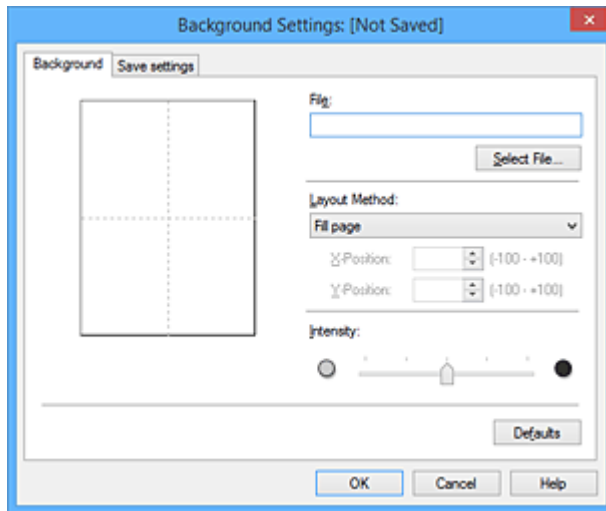 Background Settings: [Not Saved]
Background
Save settings
File:
Select File...
Layout Method:
Fill page
X-Position:
(-100 - +100)
Y-Position:
(-100 - +100)
Intensity:
Defaults
OK
Cancel
Help